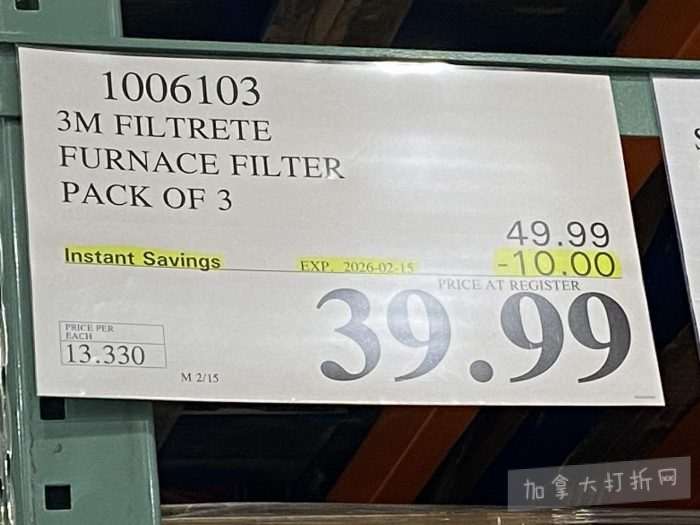 1006103
3M FILTRETE
FURNACE FILTER
PACK OF 3
49.99
Instant Savings EXP. 2026-02-15 -10.00
PRICE AT REGISTER
39.99
PRICE PER
EACH
13.330
M 2/15
加拿大打折网